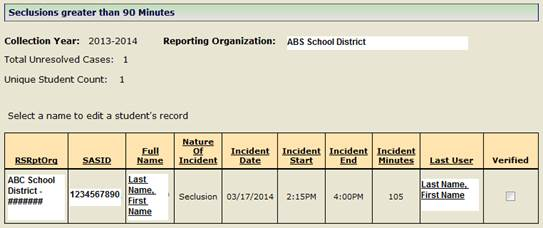 Seclusions greater than 90 Minutes
Collection Year: 2013-2014 Reporting Organization: ABS School District
Total Unresolved Cases: 1
Unique Student Count: 1
Select a name to edit a student's record
RSRptOrg SASID Full Name Nature Of Incident Incident Date Incident Start Incident End Incident Minutes Last User Verified
ABC School District - ####### 1234567890 Last Name, First Name Seclusion 03/17/2014 2:15PM 4:00PM 105 Last Name, First Name